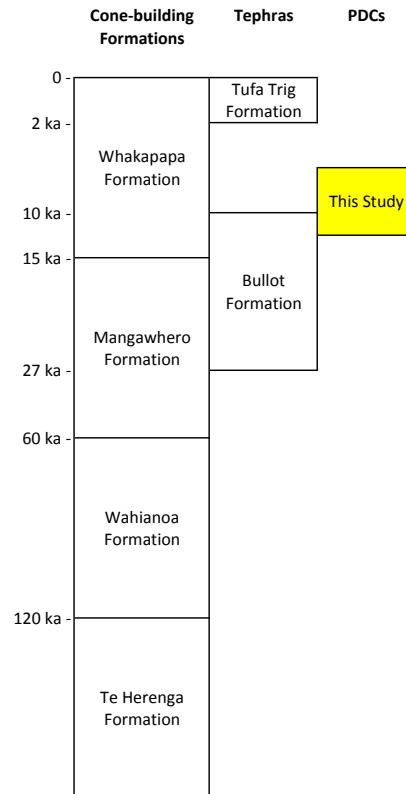 Cone-building
Formations
Tephras
PDCs
0 -
Tufa Trig
Formation
2 ka -
Whakapapa
Formation
This Study
10 ka -
15 ka -
Bullot
Formation
Mangawhero
Formation
27 ka -
60 ka -
Wahianoa
Formation
120 ka -
Te Herenga
Formation